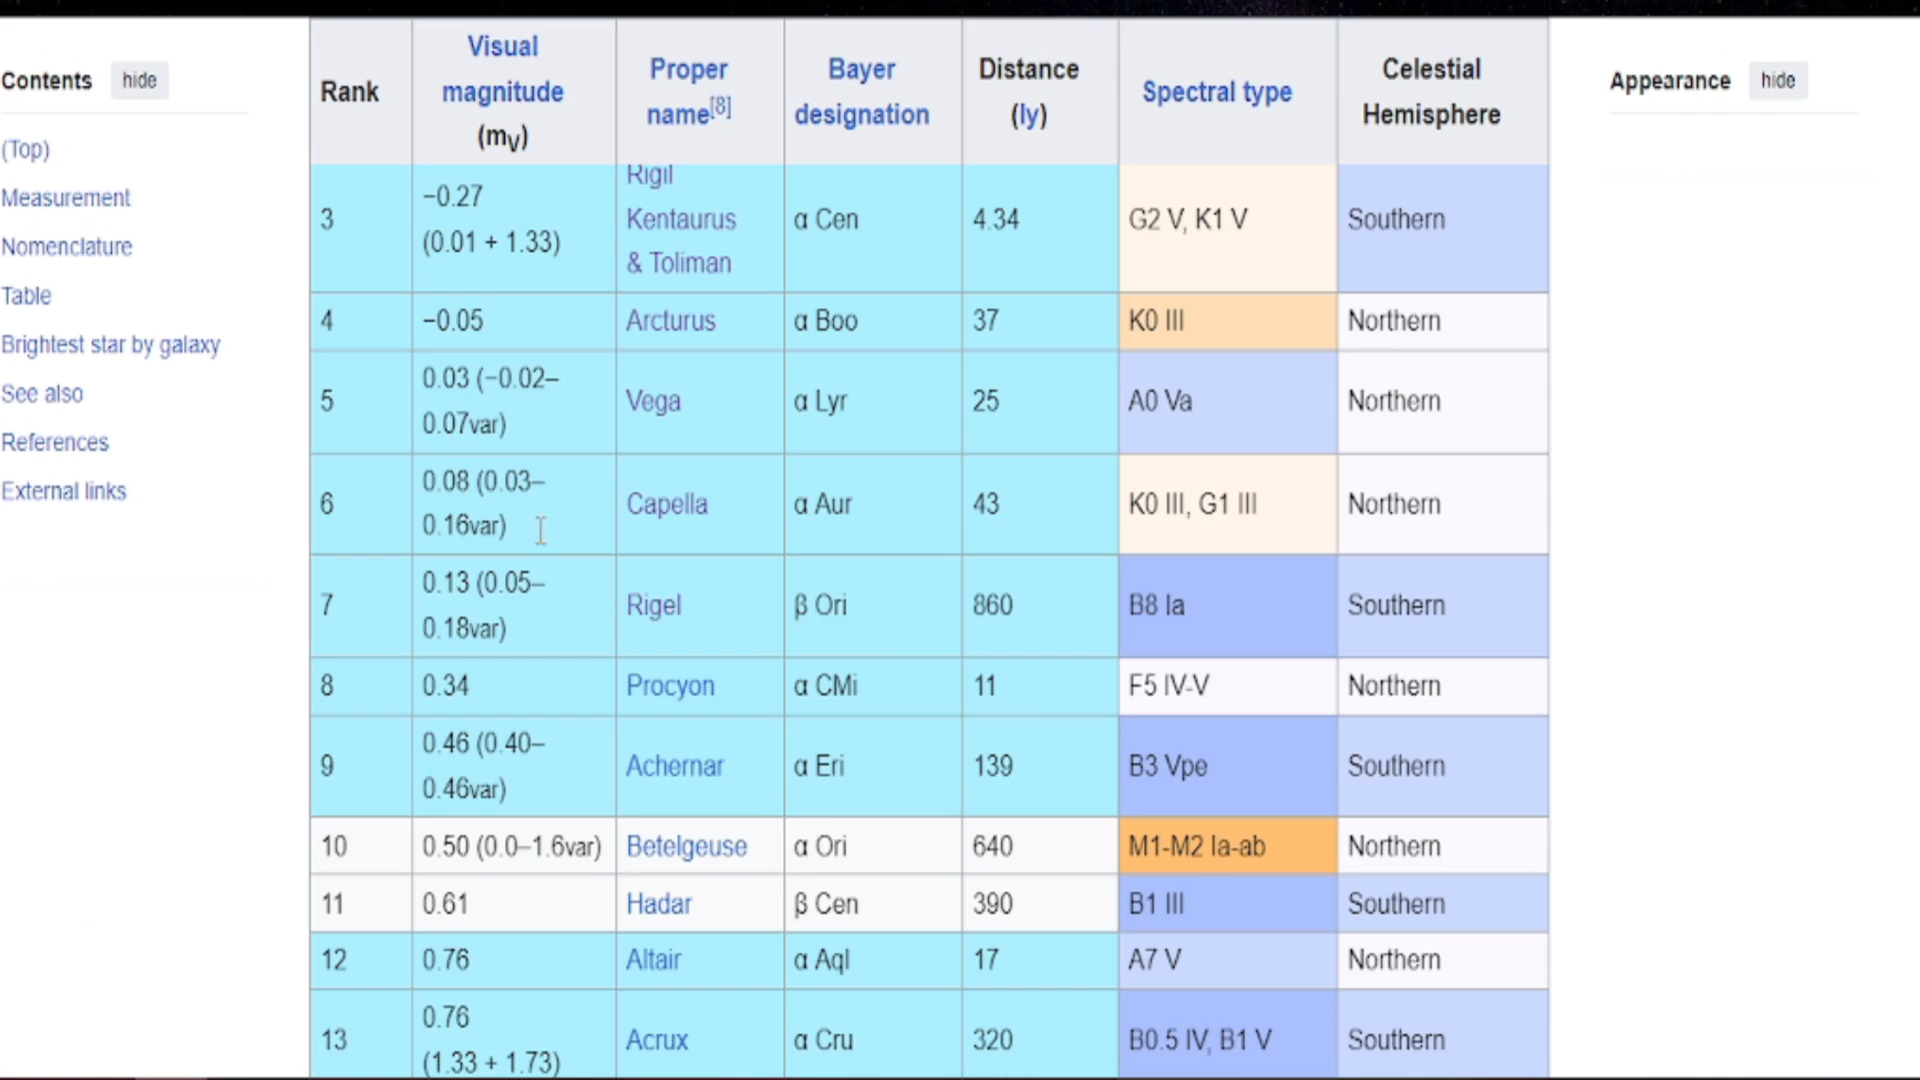 Contents hide
(Top)
Measurement
Nomenclature
Table
Brightest star by galaxy
See also
References
External links
Rank
Visual
magnitude
(mV)
Proper
name[8]
Bayer
designation
Distance
(ly)
Spectral type
Celestial
Hemisphere
3
−0.27
(0.01 + 1.33)
Rigil
Kentaurus
& Toliman
α Cen
4.34
G2 V, K1 V
Southern
4
−0.05
Arcturus
α Boo
37
K0 III
Northern
5
0.03 (−0.02–
0.07var)
Vega
α Lyr
25
A0 Va
Northern
6
0.08 (0.03–
0.16var)
Capella
α Aur
43
K0 III, G1 III
Northern
7
0.13 (0.05–
0.18var)
Rigel
β Ori
860
B8 Ia
Southern
8
0.34
Procyon
α CMi
11
F5 IV-V
Northern
9
0.46 (0.40–
0.46var)
Achernar
α Eri
139
B3 Vpe
Southern
10
0.50 (0.0–1.6var)
Betelgeuse
α Ori
640
M1-M2 Ia-ab
Northern
11
0.61
Hadar
β Cen
390
B1 III
Southern
12
0.76
Altair
α Aql
17
A7 V
Northern
13
0.76
(1.33 + 1.73)
Acrux
α Cru
320
B0.5 IV, B1 V
Southern
Appearance hide